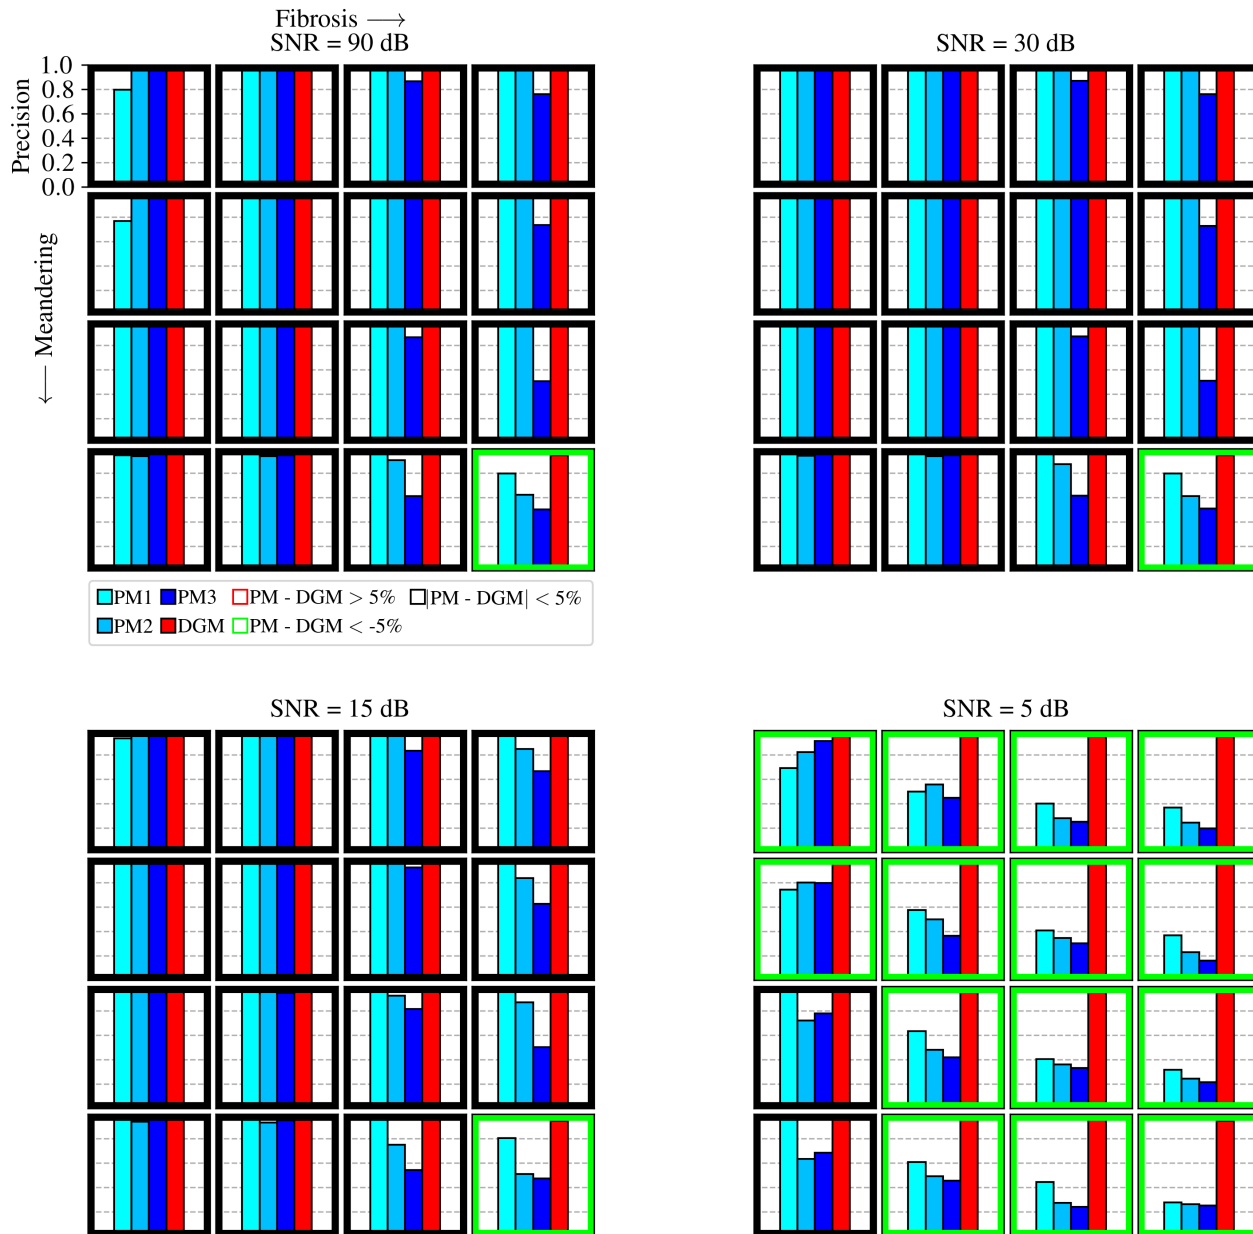 Fibrosis ⟶
SNR = 90 dB
SNR = 30 dB
Precision
1.0
0.8
0.6
0.4
0.2
0.0
⟵ Meandering
PM1
PM3
PM - DGM > 5%
|PM - DGM| < 5%
PM2
DGM
PM - DGM < -5%
SNR = 15 dB
SNR = 5 dB